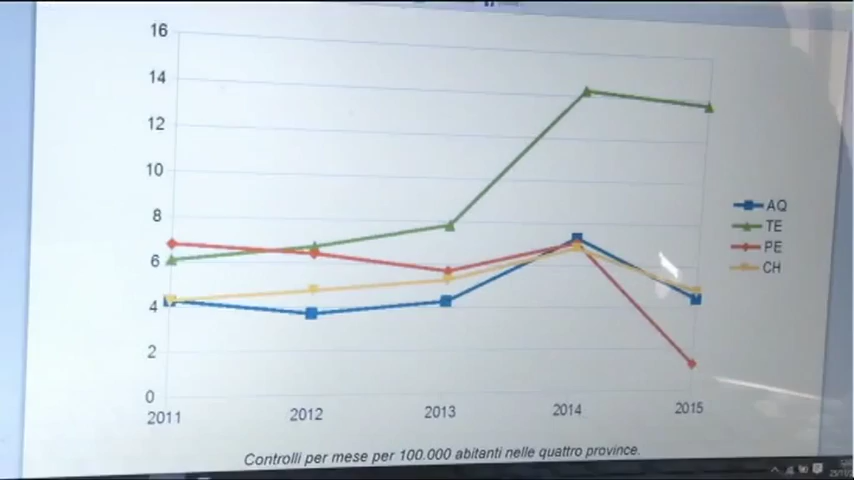 16
14
12
10
8
6
4
2
0
2011 2012 2013 2014 2015
AQ
TE
PE
CH
Controlli per mese per 100.000 abitanti nelle quattro province.